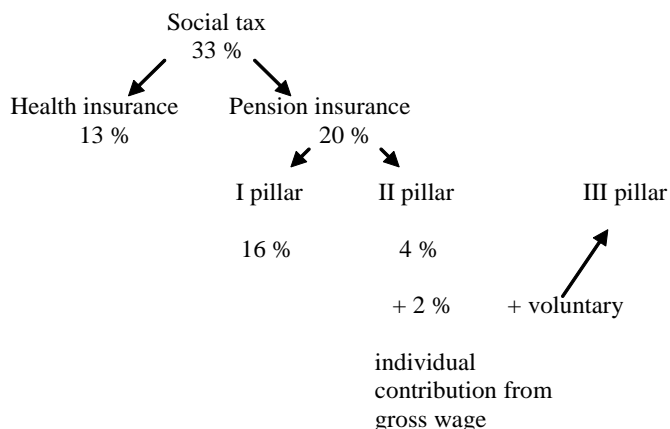 Social tax
33 %
Health insurance
13 %
Pension insurance
20 %
I pillar
II pillar
III pillar
16 %
4 %
+ 2 %
+ voluntary
individual
contribution from
gross wage